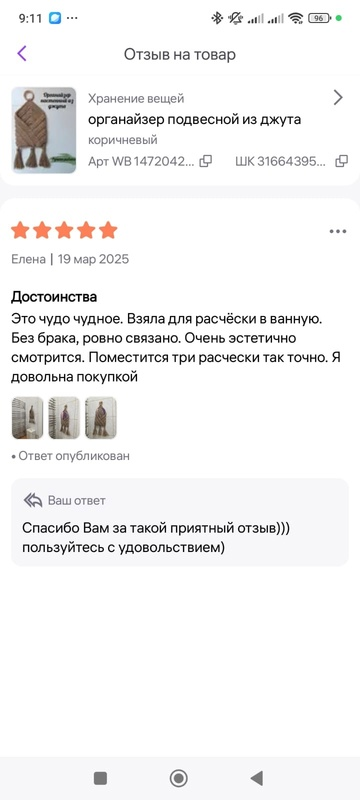 9:11
96
Отзыв на товар
Органайзер
подвесной из
джута
Хранение вещей
органайзер подвесной из джута
коричневый
Арт WB 1472042... ШК 31664395...
Елена | 19 мар 2025
Достоинства
Это чудо чудное. Взяла для расчёски в ванную.
Без брака, ровно связано. Очень эстетично
смотрится. Поместится три расчески так точно. Я
довольна покупкой
• Ответ опубликован
Ваш ответ
Спасибо Вам за такой приятный отзыв)))
пользуйтесь с удовольствием)